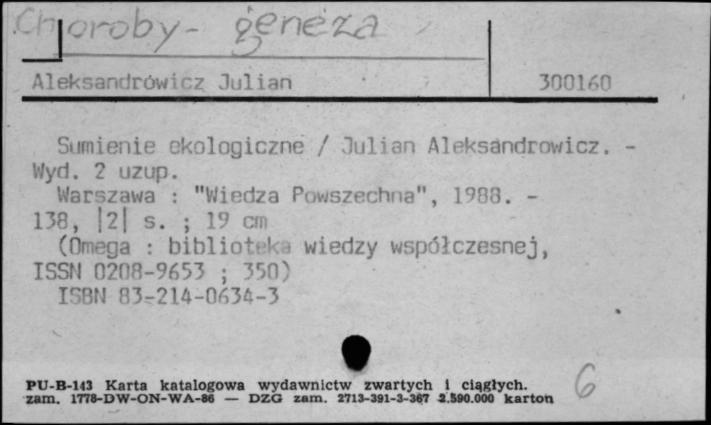 Choroby - geneza
Aleksandrówicz Julian 300160
Sumienie ekologiczne / Julian Aleksandrowicz. -
Wyd. 2 uzup.
Warszawa : "Wiedza Powszechna", 1988. -
138, |2| s. ; 19 cm
(Omega : biblioteka wiedzy współczesnej,
ISSN 0208-9653 ; 350)
ISBN 83-214-0634-3
PU-B-143 Karta katalogowa wydawnictw zwartych i ciągłych.
zam. 1778-DW-ON-WA-86 — DZG zam. 2713-391-3-367 2.590.000 karton
6